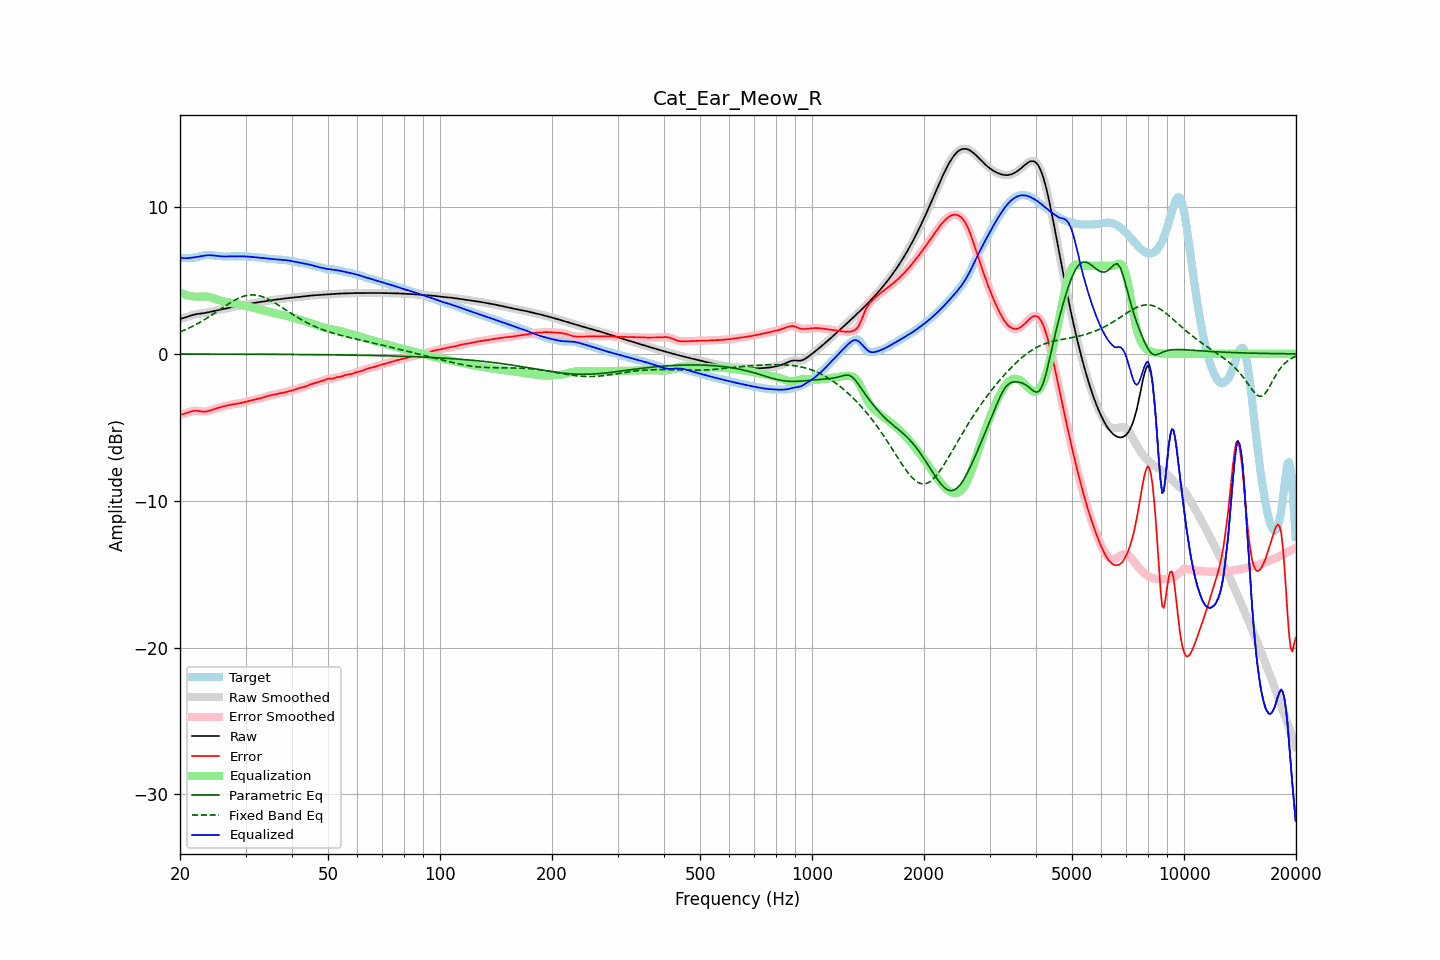 Cat_Ear_Meow_R
Amplitude (dBr)
10
0
−10
−20
−30
Target
Raw Smoothed
Error Smoothed
Raw
Error
Equalization
Parametric Eq
Fixed Band Eq
Equalized
20 50 100 200 500 1000 2000 5000 10000 20000
Frequency (Hz)